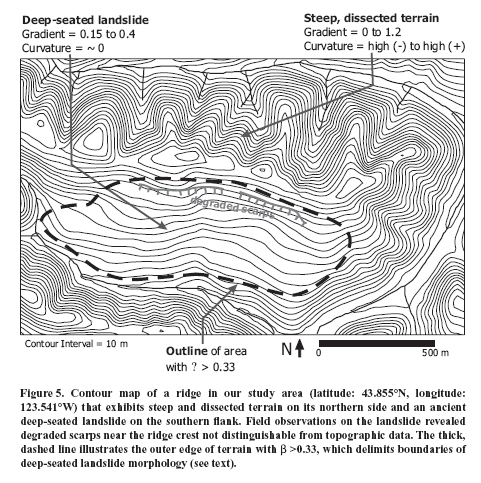 Deep-seated landslide
Gradient = 0.15 to 0.4
Curvature = ~ 0
Steep, dissected terrain
Gradient = 0 to 1.2
Curvature = high (-) to high (+)
degraded scarps
Contour Interval = 10 m
Outline of area
with ? > 0.33
N
0
500 m
Figure 5. Contour map of a ridge in our study area (latitude: 43.855°N, longitude:
123.541°W) that exhibits steep and dissected terrain on its northern side and an ancient
deep-seated landslide on the southern flank. Field observations on the landslide revealed
degraded scarps near the ridge crest not distinguishable from topographic data. The thick,
dashed line illustrates the outer edge of terrain with β >0.33, which delimits boundaries of
deep-seated landslide morphology (see text).